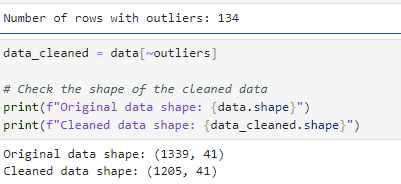 Number of rows with outliers: 134
data_cleaned = data[~outliers]
# Check the shape of the cleaned data
print(f"Original data shape: {data.shape}")
print(f"Cleaned data shape: {data_cleaned.shape}")
Original data shape: (1339, 41)
Cleaned data shape: (1205, 41)